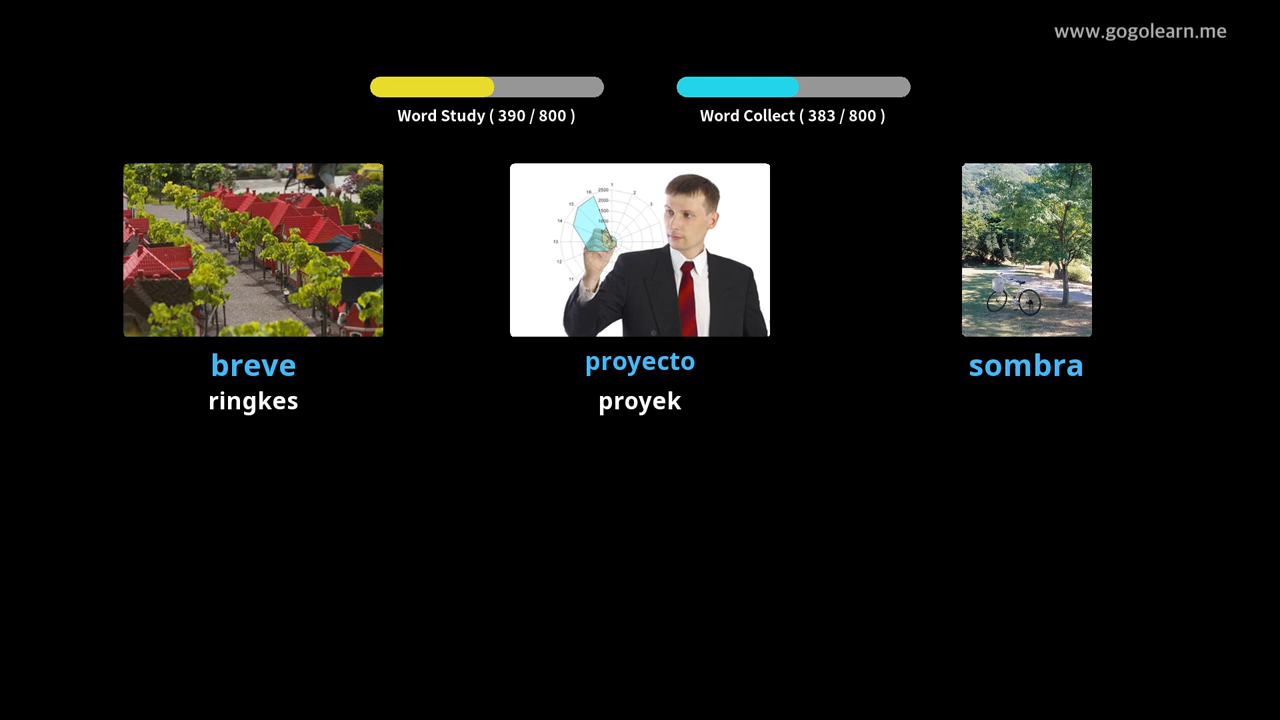 www.gogolearn.me
Word Study ( 390 / 800 )
Word Collect ( 383 / 800 )
breve
ringkes
proyecto
proyek
sombra